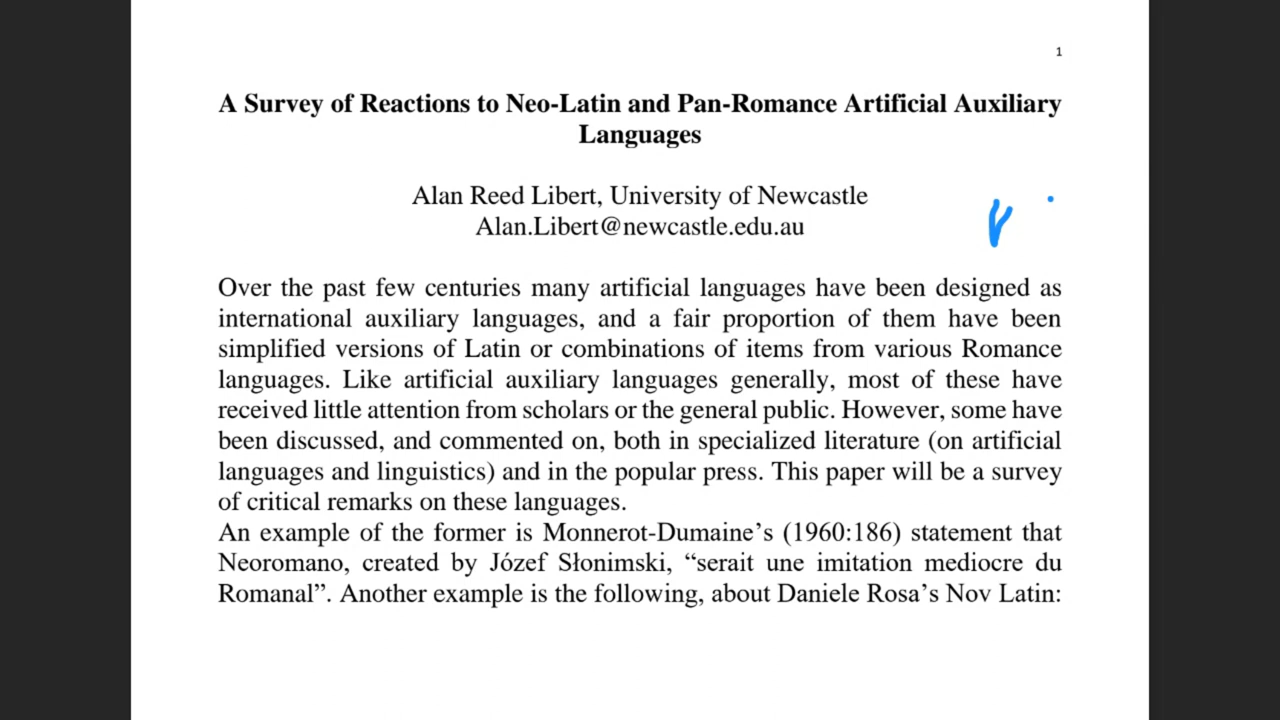 1
A Survey of Reactions to Neo-Latin and Pan-Romance Artificial Auxiliary
Languages
Alan Reed Libert, University of Newcastle
Alan.Libert@newcastle.edu.au
Over the past few centuries many artificial languages have been designed as
international auxiliary languages, and a fair proportion of them have been
simplified versions of Latin or combinations of items from various Romance
languages. Like artificial auxiliary languages generally, most of these have
received little attention from scholars or the general public. However, some have
been discussed, and commented on, both in specialized literature (on artificial
languages and linguistics) and in the popular press. This paper will be a survey
of critical remarks on these languages.
An example of the former is Monnerot-Dumaine’s (1960:186) statement that
Neoromano, created by Józef Słonimski, “serait une imitation mediocre du
Romanal”. Another example is the following, about Daniele Rosa’s Nov Latin: